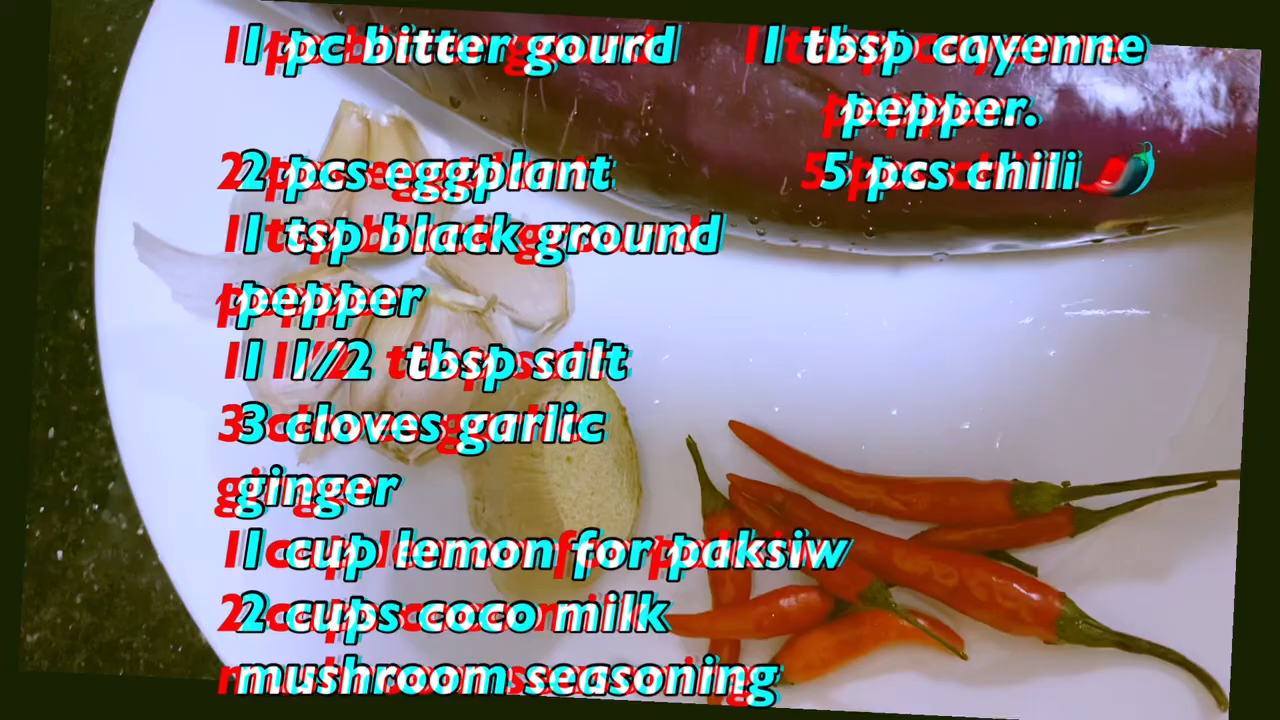 1 pc bitter gourd
2 pcs eggplant
1 tsp black ground
pepper
1 1/2 tbsp salt
3 cloves garlic
ginger
1 cup lemon for paksiw
2 cups coco milk
mushroom seasoning
1 tbsp cayenne
pepper.
5 pcs chili 🌶️